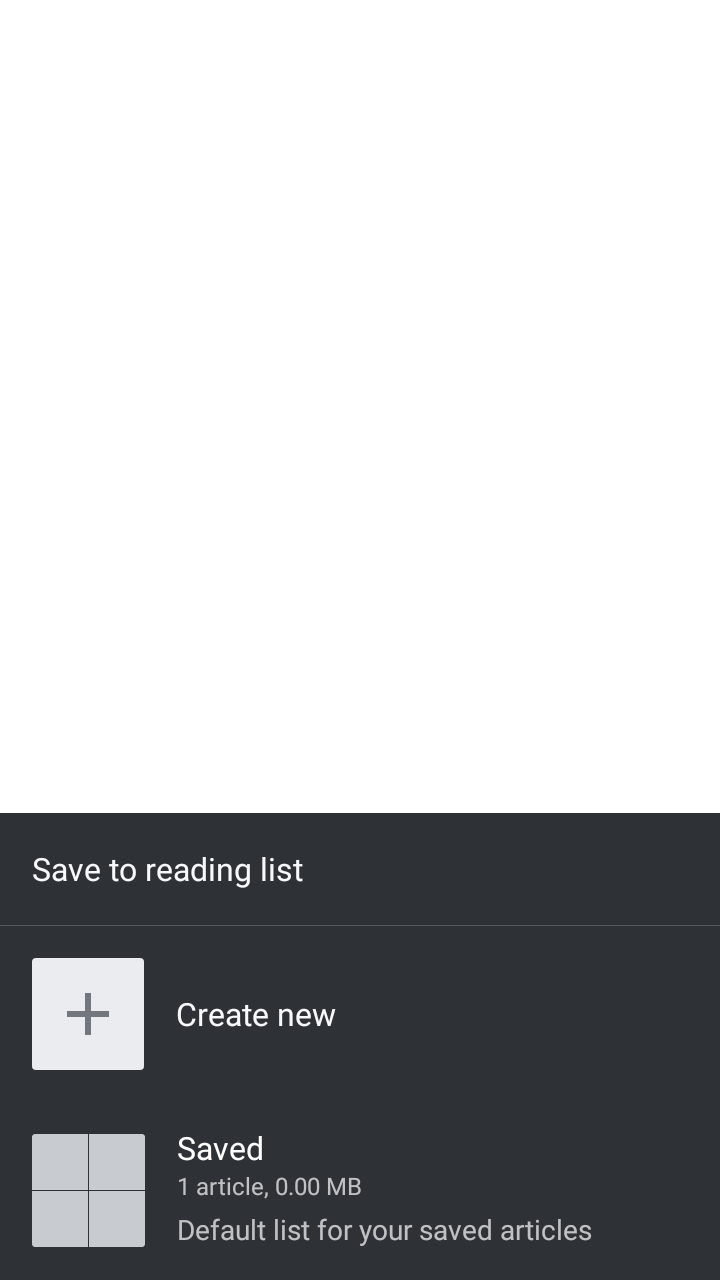 Save to reading list
Create new
Saved
1 article, 0.00 MB
Default list for your saved articles